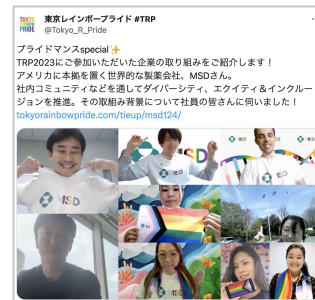 TOKYO
RAINBOW
PRIDE
東京レインボープライド #TRP
@Tokyo_R_Pride
プライドマンスspecial✨
TRP2023にご参加いただいた企業の取り組みをご紹介します！
アメリカに本拠を置く世界的な製薬会社、MSDさん。
社内コミュニティなどを通してダイバーシティ、エクイティ＆インクルー
ジョンを推進。その取組み背景について社員の皆さんに伺いました！
tokyorainbowpride.com/tieup/msd124/
MSD
MSD
MSD